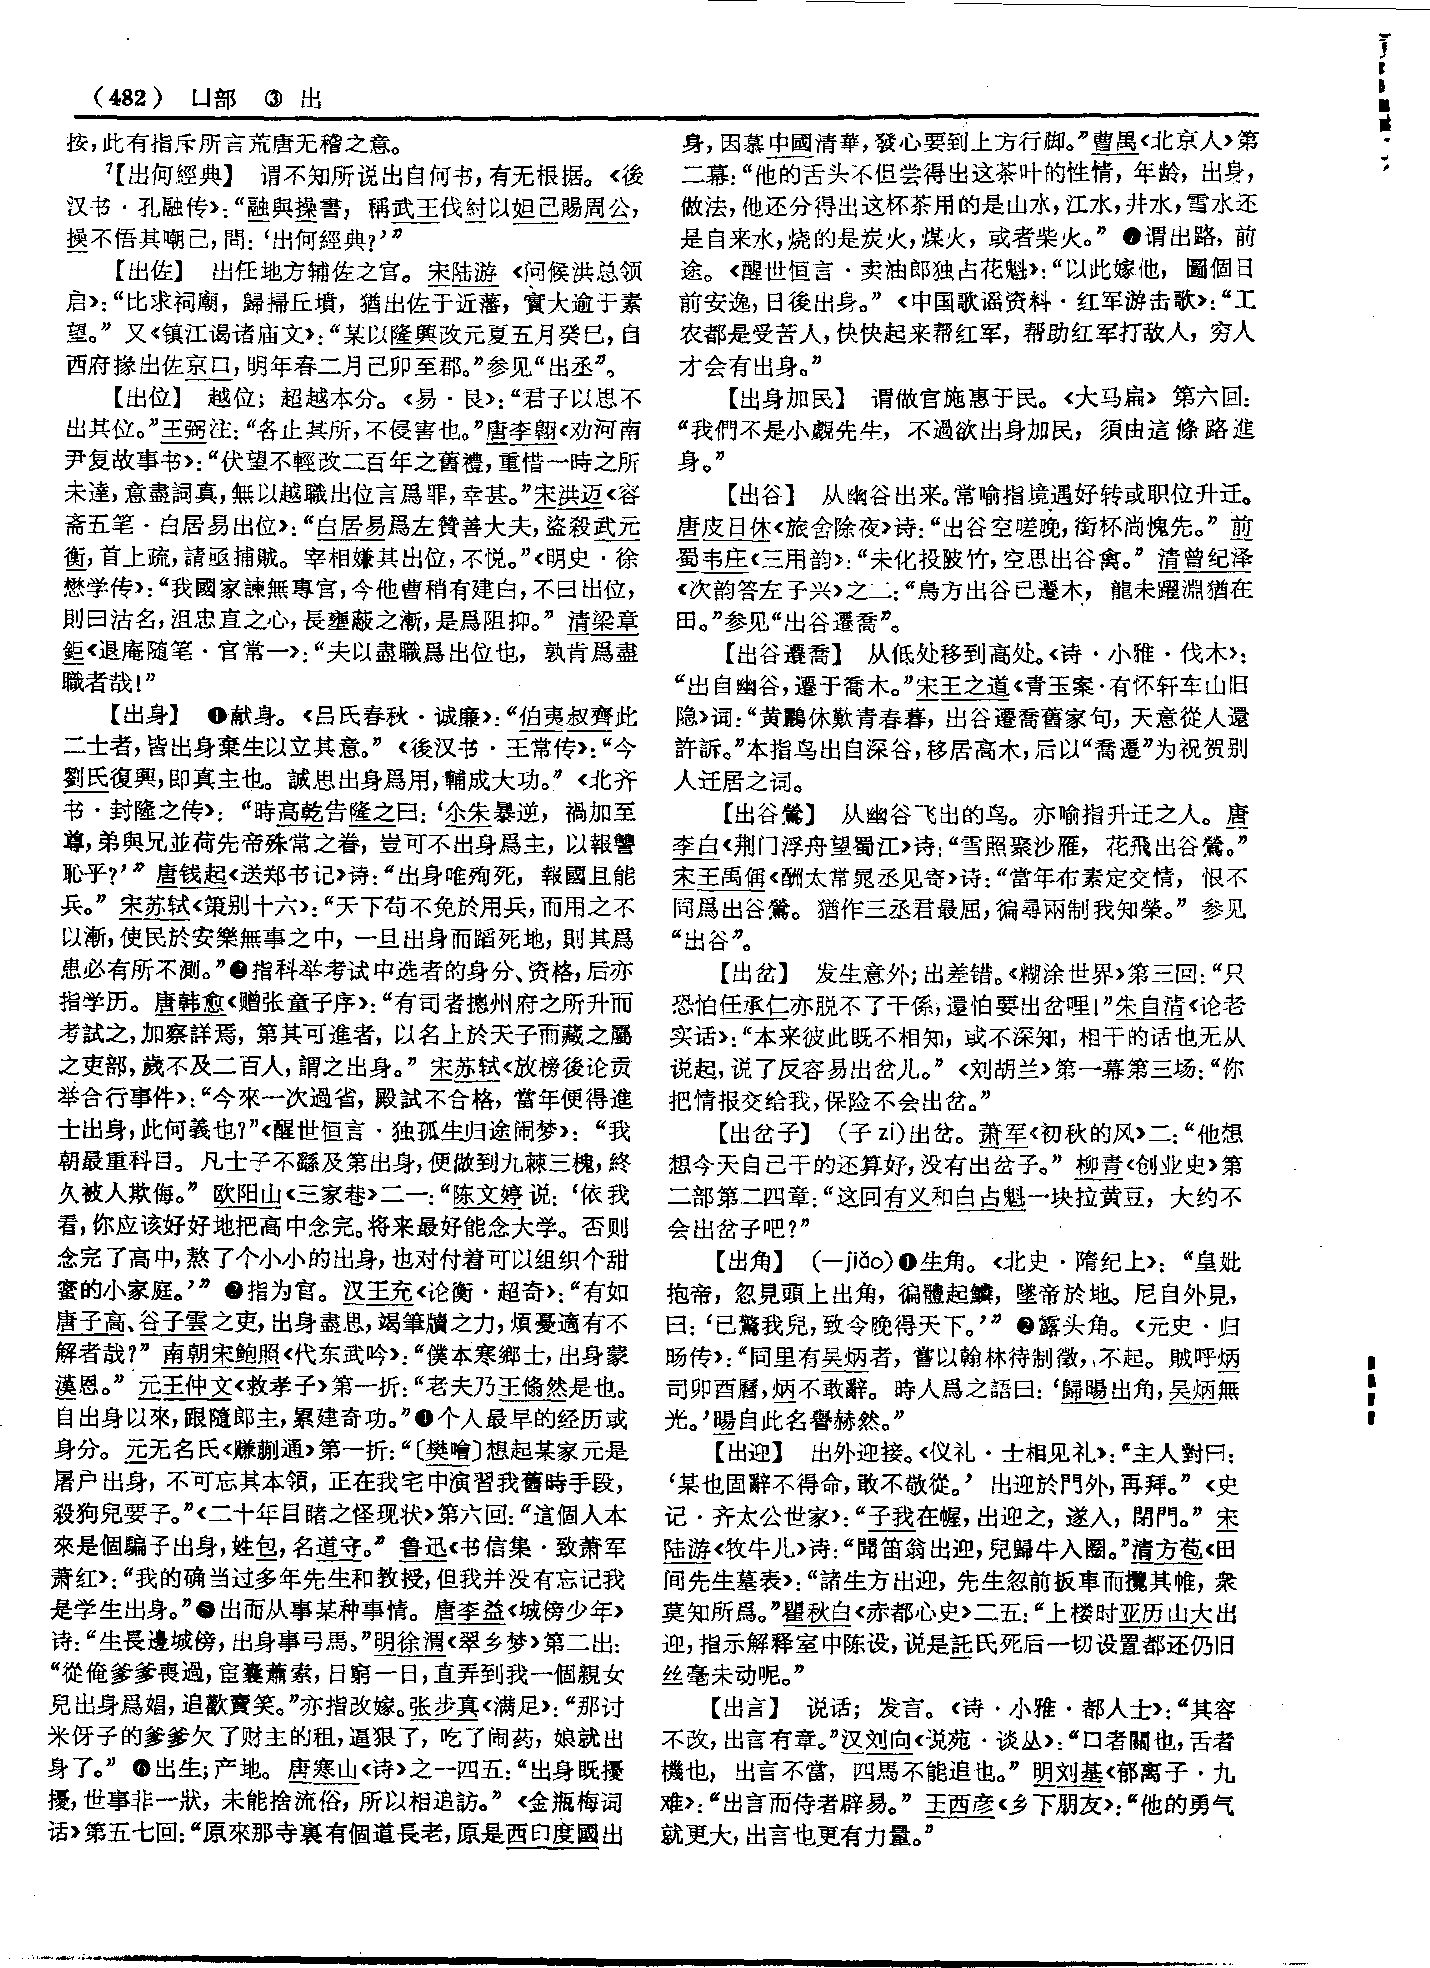 （482） 凵部 ③ 出
按，此有指斥所言荒唐无稽之意。
⁷【出何經典】 谓不知所说出自何书，有无根据。《後
汉书·孔融传》：“融與操書，稱武王伐紂以妲己賜周公，
操不悟其嘲己，問：‘出何經典？’”
【出佐】 出任地方辅佐之官。宋陆游《问候洪总领
启》：“比求祠廟，歸掃丘墳，猶出佐于近藩，實大逾于素
望。”又《镇江谒诸庙文》：“某以隆興改元夏五月癸巳，自
西府掾出佐京口，明年春二月己卯至郡。”参见“出丞”。
【出位】 越位；超越本分。《易·艮》：“君子以思不
出其位。”王弼注：“各止其所，不侵害也。”唐李翱《劝河南
尹复故事书》：“伏望不輕改二百年之舊禮，重惜一時之所
未達，意盡詞真，無以越職出位言爲罪，幸甚。”宋洪迈《容
斋五笔·白居易出位》：“白居易爲左贊善大夫，盜殺武元
衡，首上疏，請亟捕贼。宰相嫌其出位，不悦。”《明史·徐
懋学传》：“我國家諫無專官，今他曹稍有建白，不曰出位，
則曰沽名，沮忠直之心，長壅蔽之漸，是爲阻抑。”清梁章
鉅《退庵随笔·官常一》：“夫以盡職爲出位也，孰肯爲盡
職者哉！”
【出身】 ❶献身。《吕氏春秋·诚廉》：“伯夷叔齊此
二士者，皆出身棄生以立其意。”《後汉书·王常传》：“今
劉氏復興，即真主也。誠思出身爲用，輔成大功。”《北齐
书·封隆之传》：“時高乾告隆之曰：‘尒朱暴逆，禍加至
尊，弟與兄並荷先帝殊常之眷，豈可不出身爲主，以報讐
恥乎？’”唐钱起《送郑书记》诗：“出身唯殉死，報國且能
兵。”宋苏轼《策别十六》：“天下苟不免於用兵，而用之不
以漸，使民於安樂無事之中，一旦出身而蹈死地，則其爲
患必有所不測。”❷指科举考试中选者的身分、资格，后亦
指学历。唐韩愈《赠张童子序》：“有司者摠州府之所升而
考試之，加察詳焉，第其可進者，以名上於天子而藏之屬
之吏部，歲不及二百人，謂之出身。”宋苏轼《放榜後论贡
举合行事件》：“今來一次過省，殿試不合格，當年便得進
士出身，此何義也？”《醒世恒言·独孤生归途闹梦》：“我
朝最重科目。凡士子不繇及第出身，便做到九棘三槐，終
久被人欺侮。”欧阳山《三家巷》二一：“陈文婷说：‘依我
看，你应该好好地把高中念完。将来最好能念大学。否则
念完了高中，熬了个小小的出身，也对付着可以组织个甜
蜜的小家庭。’”❸指为官。汉王充《论衡·超奇》：“有如
唐子高、谷子雲之吏，出身盡思，竭筆牘之力，煩憂適有不
解者哉？”南朝宋鲍照《代东武吟》：“僕本寒鄉士，出身蒙
漢恩。”元王仲文《救孝子》第一折：“老夫乃王脩然是也。
自出身以來，跟隨郎主，累建奇功。”❹个人最早的经历或
身分。元无名氏《赚蒯通》第一折：“〔樊噲〕想起某家元是
屠户出身，不可忘其本領，正在我宅中演習我舊時手段，
殺狗兒要子。”《二十年目睹之怪现状》第六回：“這個人本
來是個騙子出身，姓包，名道守。”鲁迅《书信集·致萧军
萧红》：“我的确当过多年先生和教授，但我并没有忘记我
是学生出身。”❺出而从事某种事情。唐李益《城傍少年》
诗：“生長邊城傍，出身事弓馬。”明徐渭《翠乡梦》第二出：
“從俺爹爹喪過，宦囊蕭索，日窮一日，直弄到我一個親女
兒出身爲娼，追歡賣笑。”亦指改嫁。张步真《满足》：“那讨
米伢子的爹爹欠了财主的租，逼狠了，吃了闹药，娘就出
身了。”❻出生；产地。唐寒山《诗》之一四五：“出身既擾
擾，世事非一狀，未能捨流俗，所以相追訪。”《金瓶梅词
话》第五七回：“原來那寺裏有個道長老，原是西印度國出
身，因慕中國清華，發心要到上方行脚。”曹禺《北京人》第
二幕：“他的舌头不但尝得出这茶叶的性情，年龄，出身，
做法，他还分得出这杯茶用的是山水，江水，井水，雪水还
是自来水，烧的是炭火，煤火，或者柴火。”❼谓出路，前
途。《醒世恒言·卖油郎独占花魁》：“以此嫁他，圖個日
前安逸，日後出身。”《中国歌谣资料·红军游击歌》：“工
农都是受苦人，快快起来帮红军，帮助红军打敌人，穷人
才会有出身。”
【出身加民】 谓做官施惠于民。《大马扁》第六回：
“我們不是小覷先生，不過欲出身加民，須由這條路進
身。”
【出谷】 从幽谷出来。常喻指境遇好转或职位升迁。
唐皮日休《旅舍除夜》诗：“出谷空嗟晚，銜杯尚愧先。”前
蜀韦庄《三用韵》：“未化投陂竹，空思出谷禽。”清曾纪泽
《次韵答左子兴》之二：“鳥方出谷已遷木，龍未躍淵猶在
田。”参见“出谷遷喬”。
【出谷遷喬】 从低处移到高处。《诗·小雅·伐木》：
“出自幽谷，遷于喬木。”宋王之道《青玉案·有怀轩车山旧
隐》词：“黄鸝休歎青春暮，出谷遷喬舊家句，天意從人還
許訴。”本指鸟出自深谷，移居高木，后以“喬遷”为祝贺别
人迁居之词。
【出谷鶯】 从幽谷飞出的鸟。亦喻指升迁之人。唐
李白《荆门浮舟望蜀江》诗：“雪照聚沙雁，花飛出谷鶯。”
宋王禹偁《酬太常晁丞见寄》诗：“當年布素定交情，恨不
同爲出谷鶯。猶作三丞君最屈，徧尋兩制我知榮。”参见
“出谷”。
【出岔】 发生意外；出差错。《糊涂世界》第三回：“只
恐怕任承仁亦脱不了干係，還怕要出岔哩！”朱自清《论老
实话》：“本来彼此既不相知，或不深知，相干的话也无从
说起，说了反容易出岔儿。”《刘胡兰》第一幕第三场：“你
把情报交给我，保险不会出岔。”
【出岔子】 （子 zi）出岔。萧军《初秋的风》二：“他想
想今天自己干的还算好，没有出岔子。”柳青《创业史》第
二部第二四章：“这回有义和白占魁一块拉黄豆，大约不
会出岔子吧？”
【出角】 （—jiǎo）❶生角。《北史·隋纪上》：“皇妣
抱帝，忽見頭上出角，徧體起鱗，墜帝於地。尼自外見，
曰：‘已驚我兒，致令晚得天下。’”❷露头角。《元史·归
旸传》：“同里有吴炳者，嘗以翰林待制徵，不起。賊呼炳
司卯酉曆，炳不敢辭。時人爲之語曰：‘歸暘出角，吴炳無
光。’暘自此名譽赫然。”
【出迎】 出外迎接。《仪礼·士相见礼》：“主人對曰：
‘某也固辭不得命，敢不敬從。’出迎於門外，再拜。”《史
记·齐太公世家》：“子我在幄，出迎之，遂入，閉門。”宋
陆游《牧牛儿》诗：“聞笛翁出迎，兒歸牛入圈。”清方苞《田
间先生墓表》：“諸生方出迎，先生忽前扳車而攬其帷，衆
莫知所爲。”瞿秋白《赤都心史》二五：“上楼时亚历山大出
迎，指示解释室中陈设，说是託氏死后一切设置都还仍旧
丝毫未动呢。”
【出言】 说话；发言。《诗·小雅·都人士》：“其容
不改，出言有章。”汉刘向《说苑·谈丛》：“口者關也，舌者
機也，出言不當，四馬不能追也。”明刘基《郁离子·九
难》：“出言而侍者辟易。”王西彦《乡下朋友》：“他的勇气
就更大，出言也更有力量。”